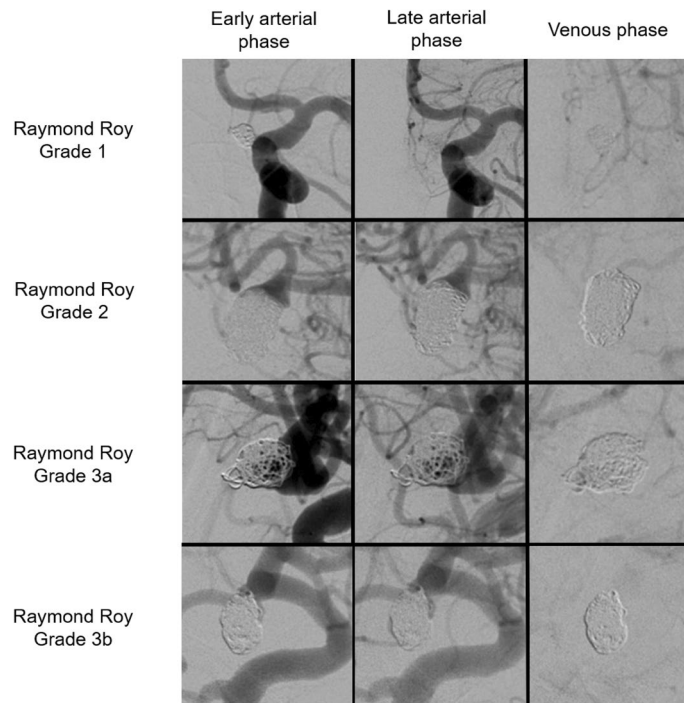 Early arterial
phase
Late arterial
phase
Venous phase
Raymond Roy
Grade 1
Raymond Roy
Grade 2
Raymond Roy
Grade 3a
Raymond Roy
Grade 3b